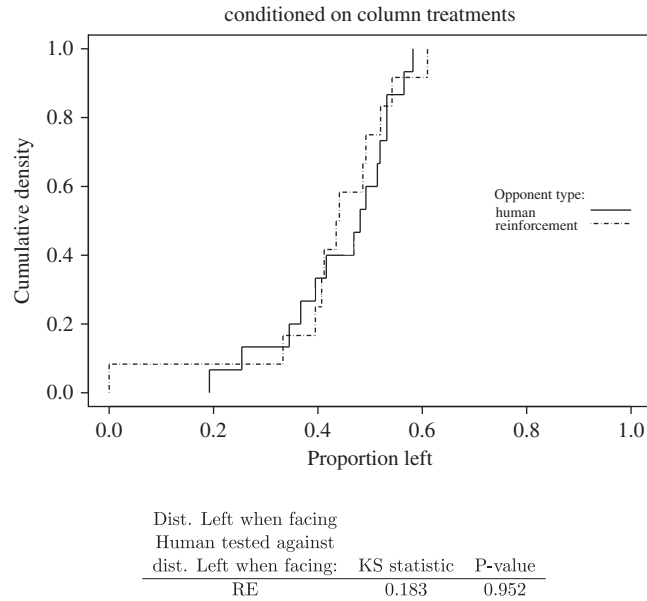 conditioned on column treatments
1.0
0.8
0.6
0.4
0.2
0.0
Cumulative density
Opponent type:
human
reinforcement
0.0 0.2 0.4 0.6 0.8 1.0
Proportion left
Dist. Left when facing
Human tested against
dist. Left when facing: KS statistic P-value
RE 0.183 0.952